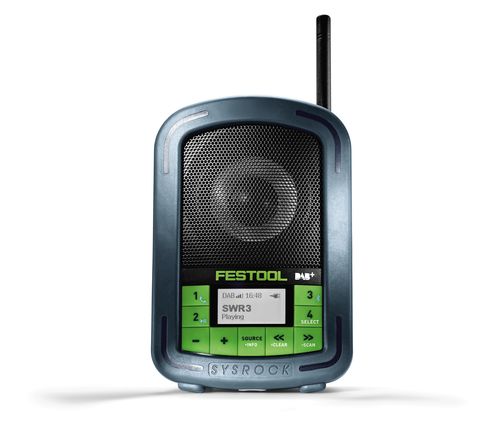 FESTOOL DAB+
DAB 16:48
SWR3
Playing
1
2
3
4
SELECT
-
+
SOURCE
•INFO
<<
•CLEAR
>>
•SCAN
SYSROCK